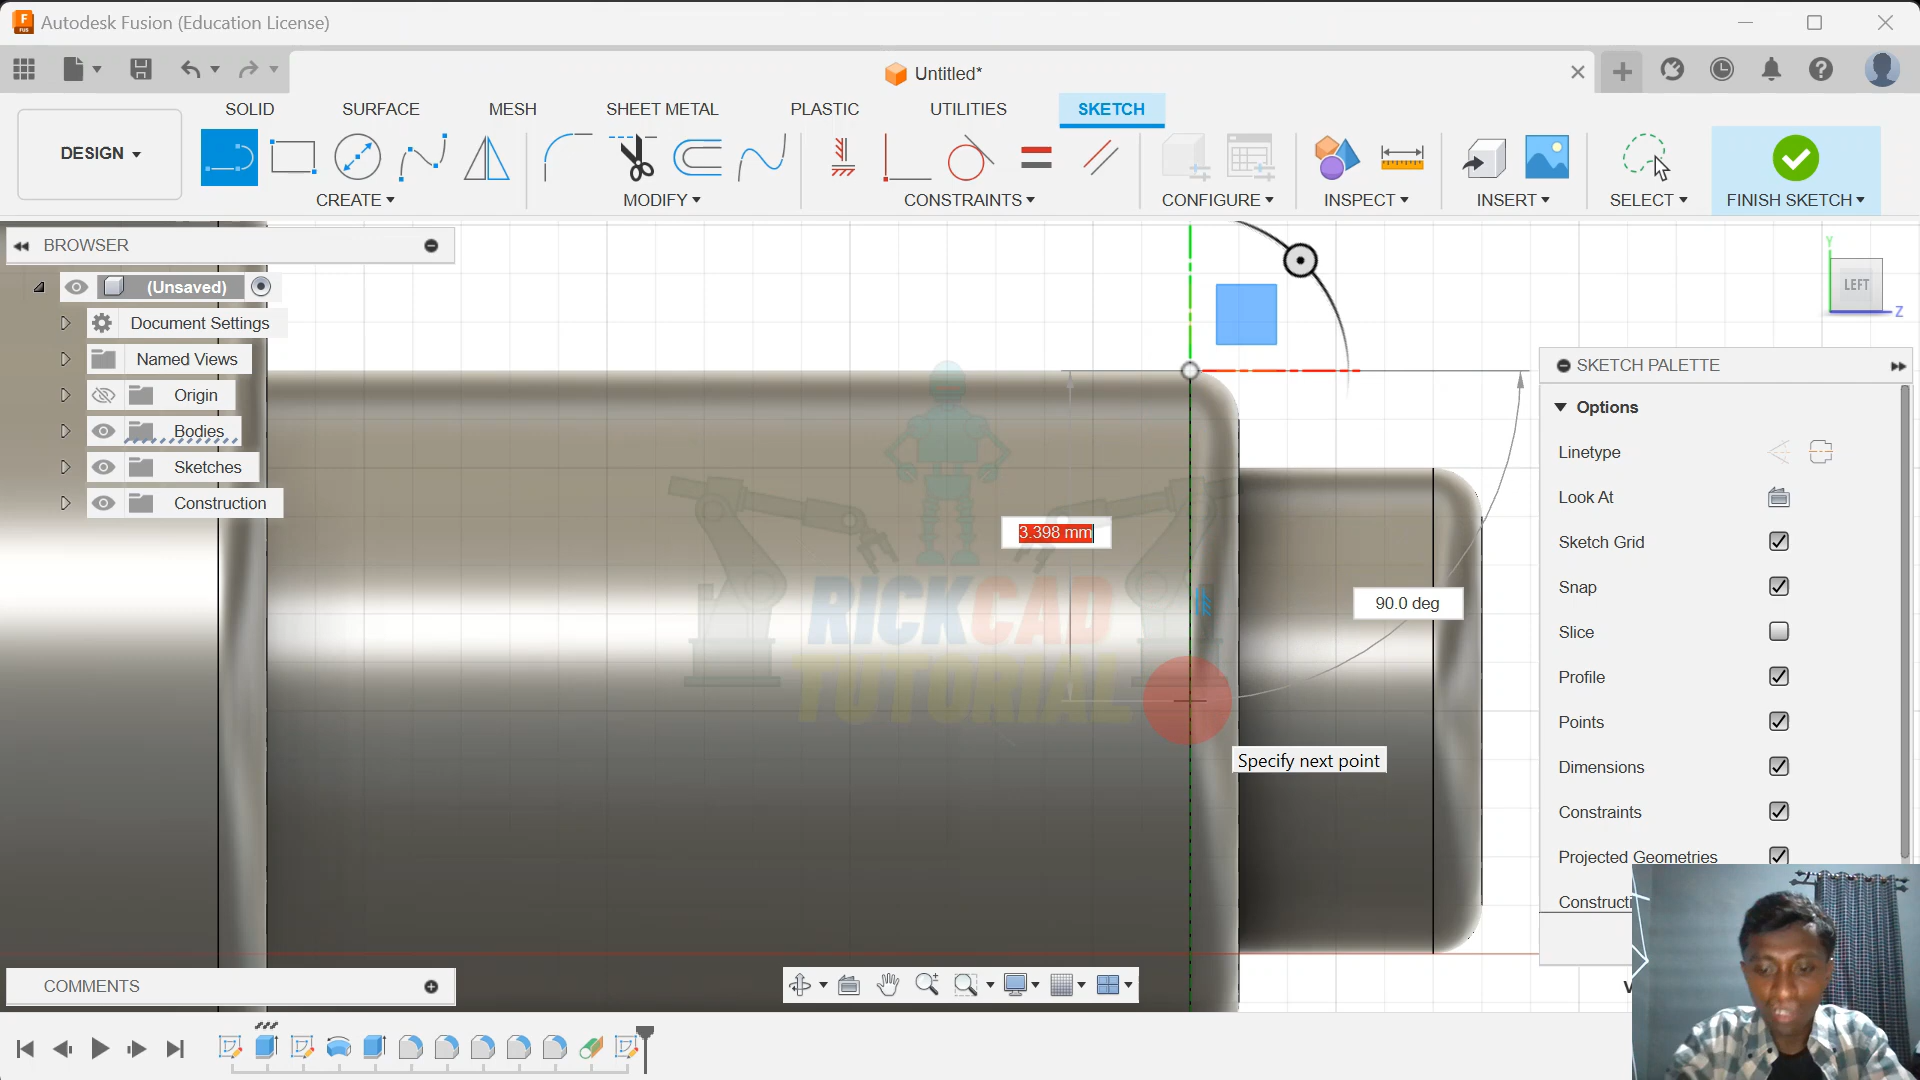 Autodesk Fusion (Education License)
Untitled*
SOLID SURFACE MESH SHEET METAL PLASTIC UTILITIES SKETCH
DESIGN
CREATE MODIFY CONSTRAINTS CONFIGURE INSPECT INSERT SELECT FINISH SKETCH
BROWSER
(Unsaved)
Document Settings
Named Views
Origin
Bodies
Sketches
Construction
Y
LEFT
Z
3.398 mm
90.0 deg
RICKCAD
TUTORIAL
Specify next point
SKETCH PALETTE
Options
Linetype
Look At
Sketch Grid
Snap
Slice
Profile
Points
Dimensions
Constraints
Projected Geometries
Constructi
COMMENTS